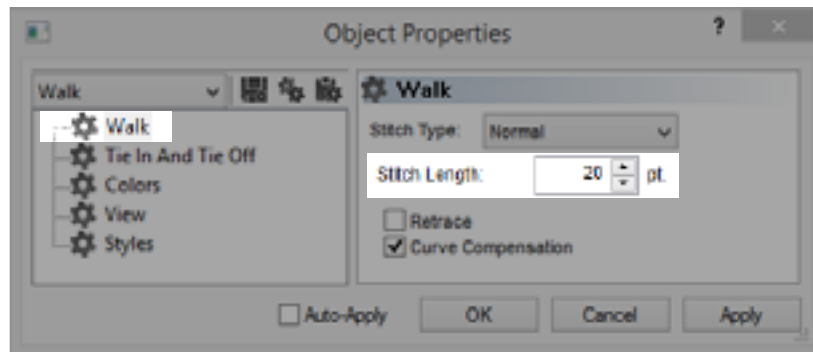 Object Properties
?
Walk
Walk
Tie In And Tie Off
Colors
View
Styles
Walk
Stitch Type: Normal
Stitch Length: 20 pt.
Retrace
Curve Compensation
Auto-Apply OK Cancel Apply